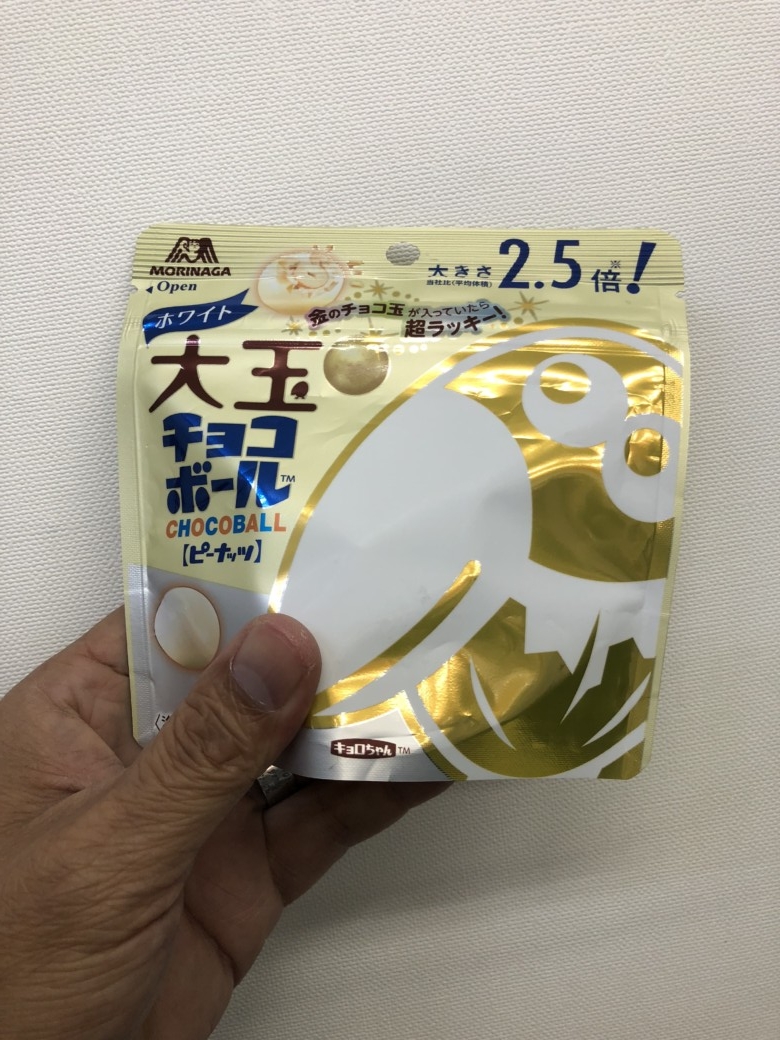 MORINAGA
Open
大きさ 2.5倍!
※
当社比(平均体積)
金のチョコ玉が入っていたら
超ラッキー!
ホワイト
大玉
チョコ
ボール™
CHOCOBALL
【ピーナッツ】
キョロちゃん™